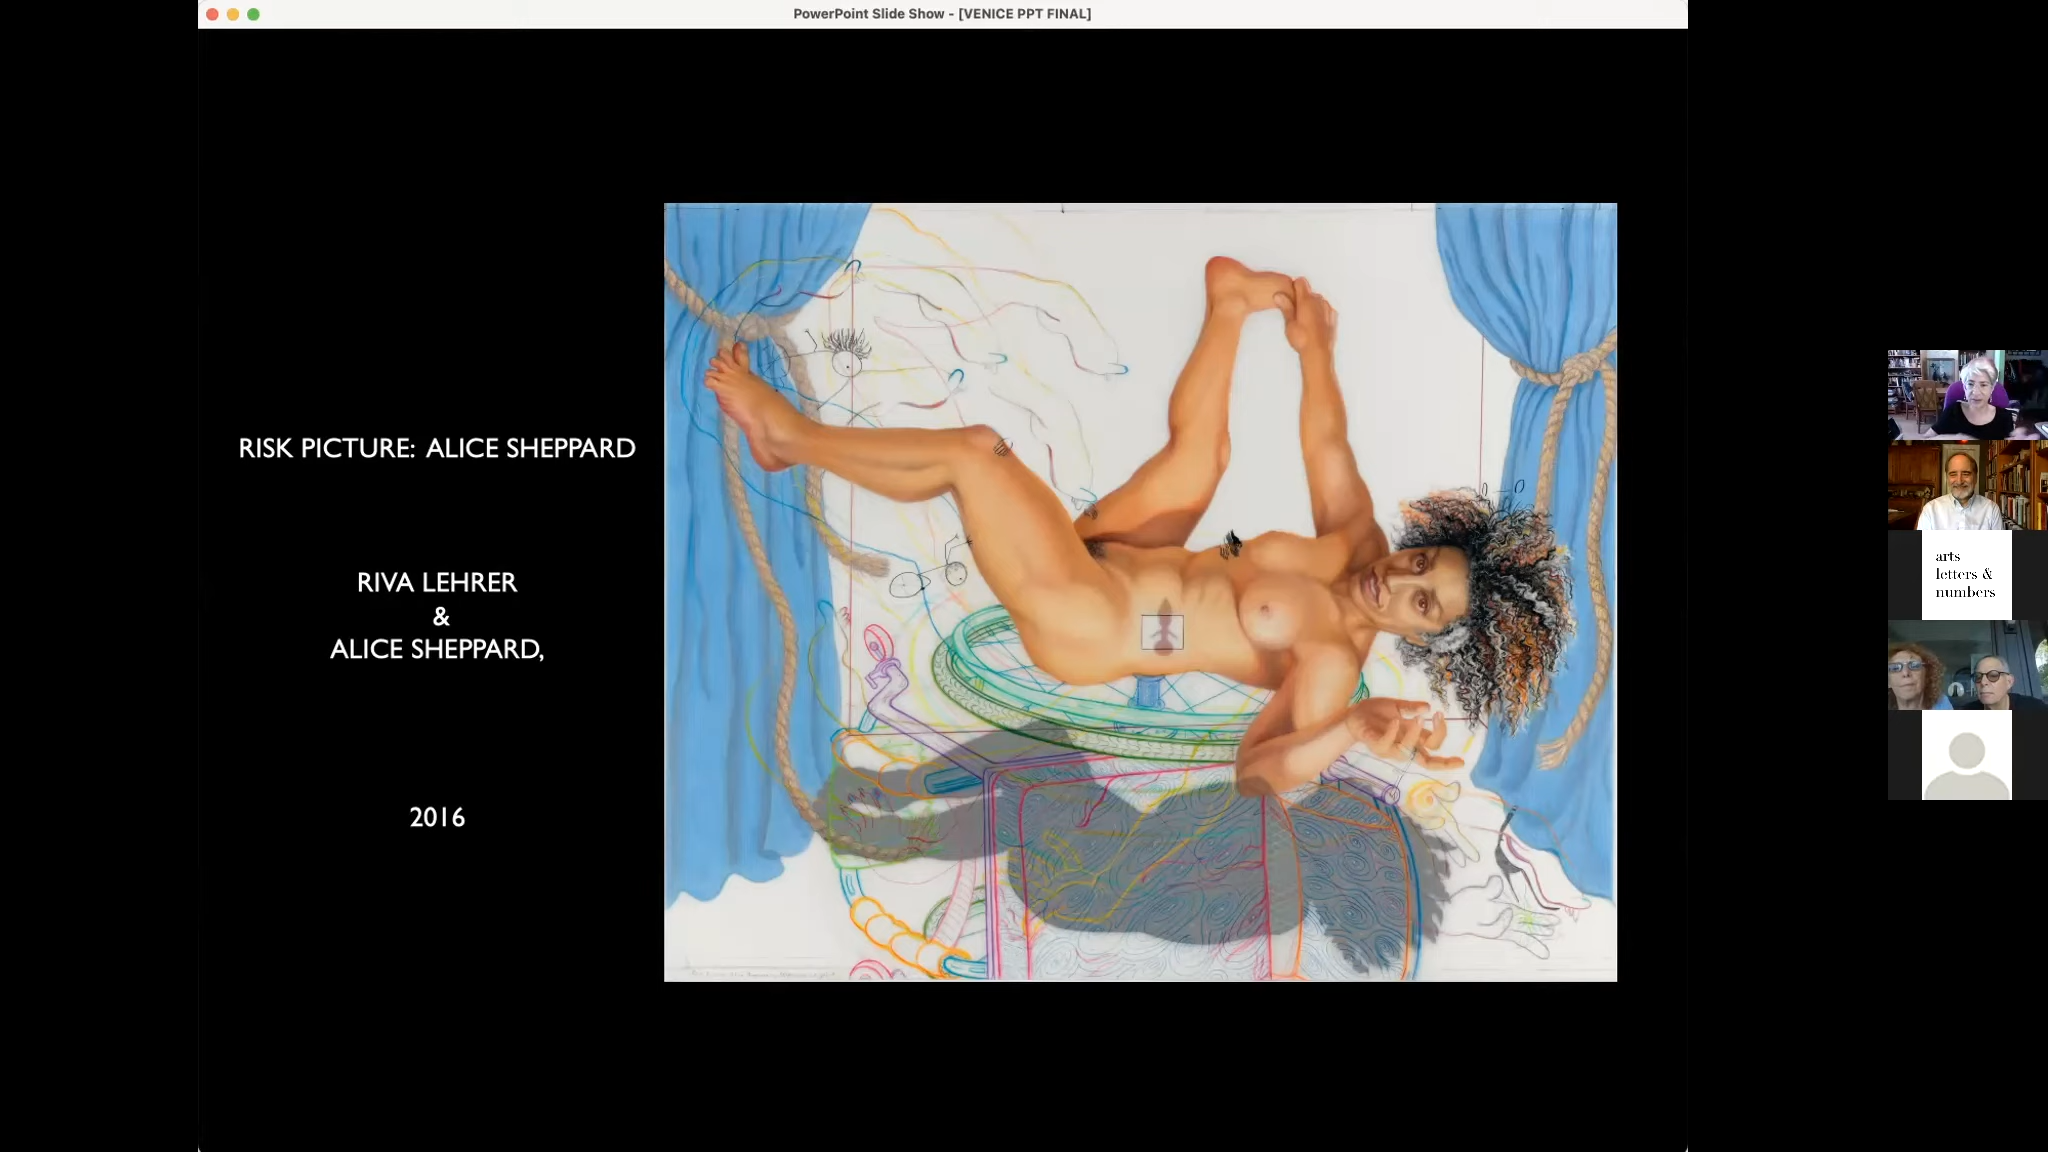 PowerPoint Slide Show - [VENICE PPT FINAL]
RISK PICTURE: ALICE SHEPPARD
RIVA LEHRER
&
ALICE SHEPPARD,
2016
arts
letters &
numbers